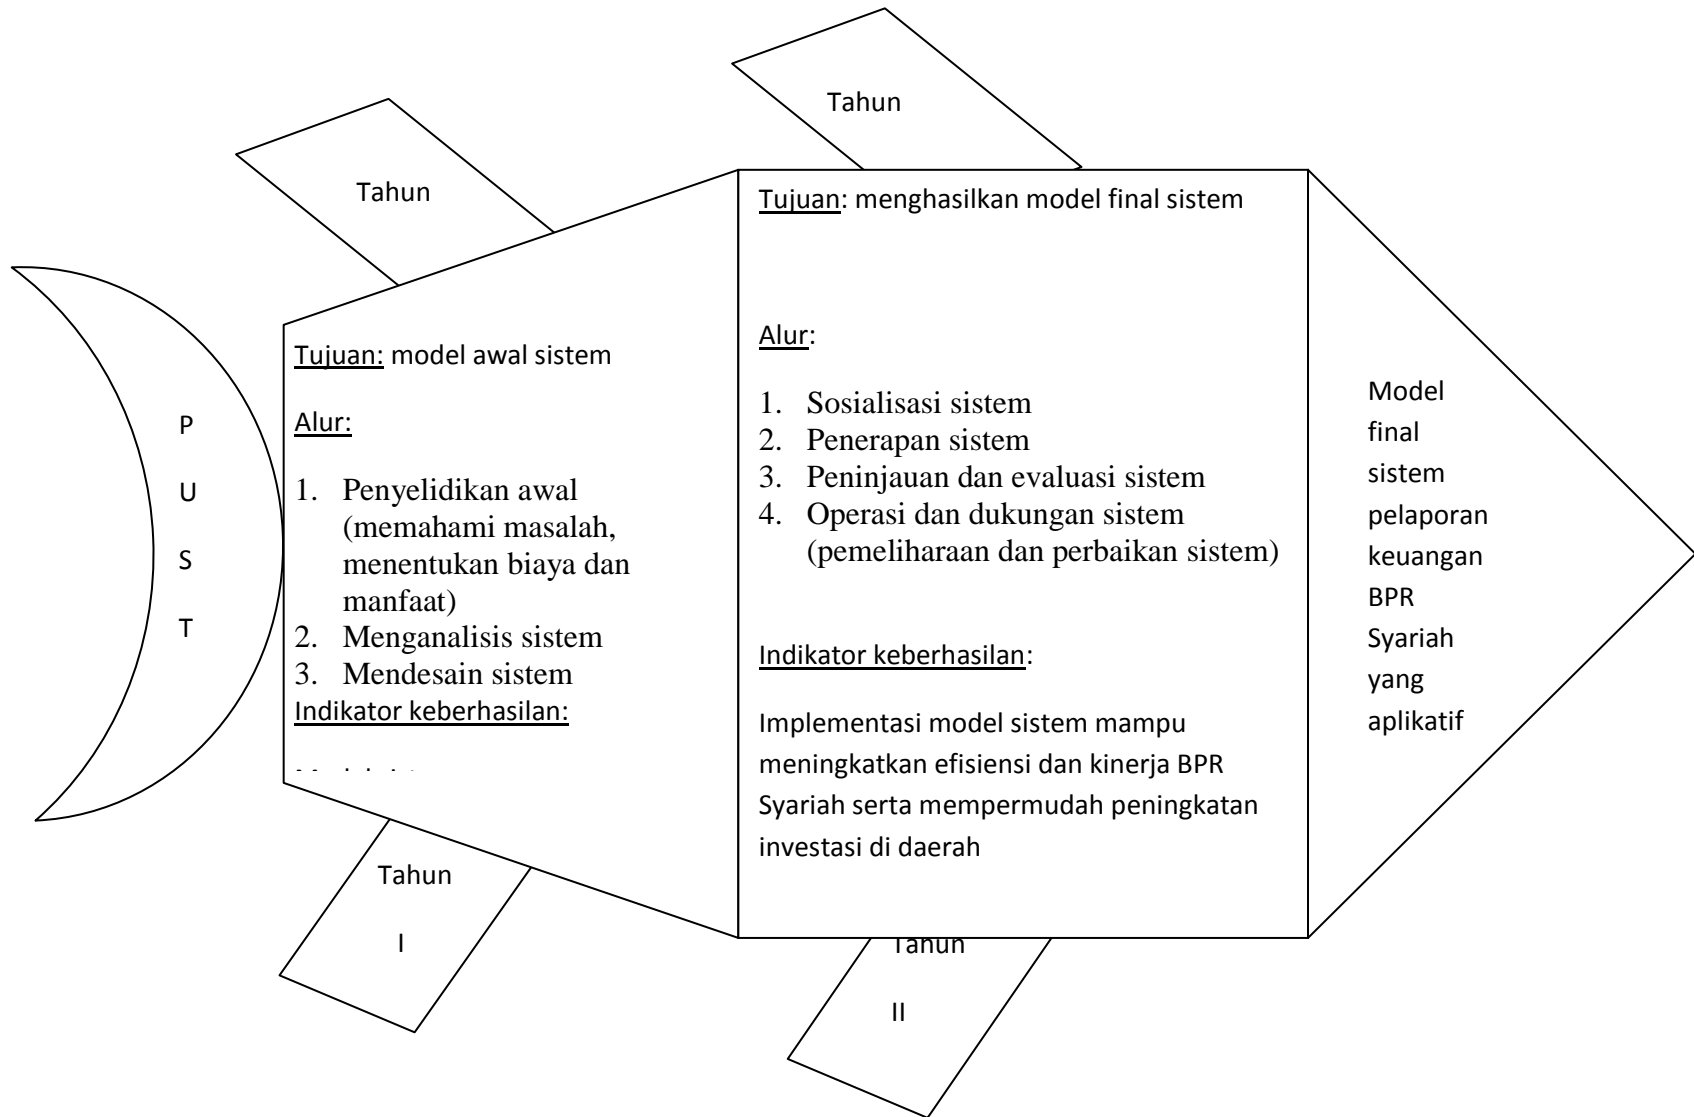 P
U
S
T
Tahun
Tujuan: model awal sistem
Alur:
1. Penyelidikan awal
(memahami masalah,
menentukan biaya dan
manfaat)
2. Menganalisis sistem
3. Mendesain sistem
Indikator keberhasilan:
Tahun
I
Tahun
Tujuan: menghasilkan model final sistem
Alur:
1. Sosialisasi sistem
2. Penerapan sistem
3. Peninjauan dan evaluasi sistem
4. Operasi dan dukungan sistem
(pemeliharaan dan perbaikan sistem)
Indikator keberhasilan:
Implementasi model sistem mampu
meningkatkan efisiensi dan kinerja BPR
Syariah serta mempermudah peningkatan
investasi di daerah
Tahun
II
Model
final
sistem
pelaporan
keuangan
BPR
Syariah
yang
aplikatif